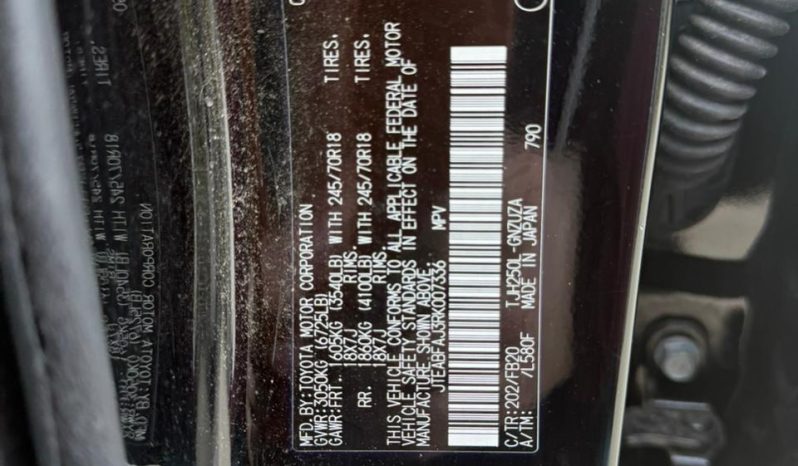 MFD.BY:TOYOTA MOTOR CORPORATION
GVWR:3050KG (6725LB)
GAWR:FRT. 1605KG (3540LB) WITH 245/70R18 TIRES.
18X7J RIMS
RR. 1860KG (4100LB) WITH 245/70R18 TIRES.
18X7J RIMS
THIS VEHICLE CONFORMS TO ALL APPLICABLE FEDERAL MOTOR
VEHICLE SAFETY STANDARDS IN EFFECT ON THE DATE OF
MANUFACTURE SHOWN ABOVE.
JTEABFAJ3RK007336 MPV
C/TR:202/FB20 TJH250L-GNZUZA 790
A/TM: /L580F MADE IN JAPAN